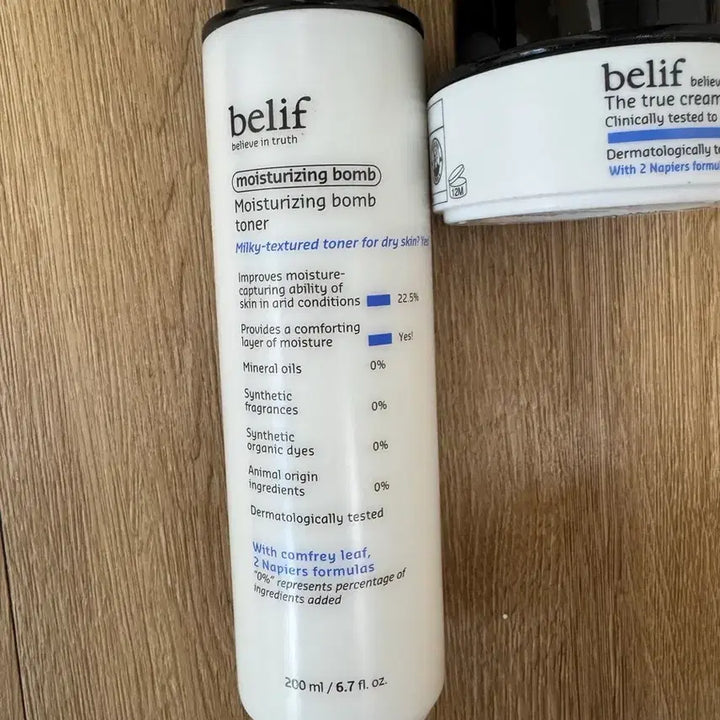 belif
believe in truth
moisturizing bomb
Moisturizing bomb
toner
Milky-textured toner for dry skin? Yes
Improves moisture-
capturing ability of
skin in arid conditions 22.5%
Provides a comforting
layer of moisture Yes!
Mineral oils 0%
Synthetic
fragrances 0%
Synthetic
organic dyes 0%
Animal origin
ingredients 0%
Dermatologically tested
With comfrey leaf,
2 Napiers formulas
"0%" represents percentage of
ingredients added
200 ml / 6.7 fl. oz.
belif believ
The true cream
Clinically tested to
Dermatologically te
With 2 Napiers formu
12M